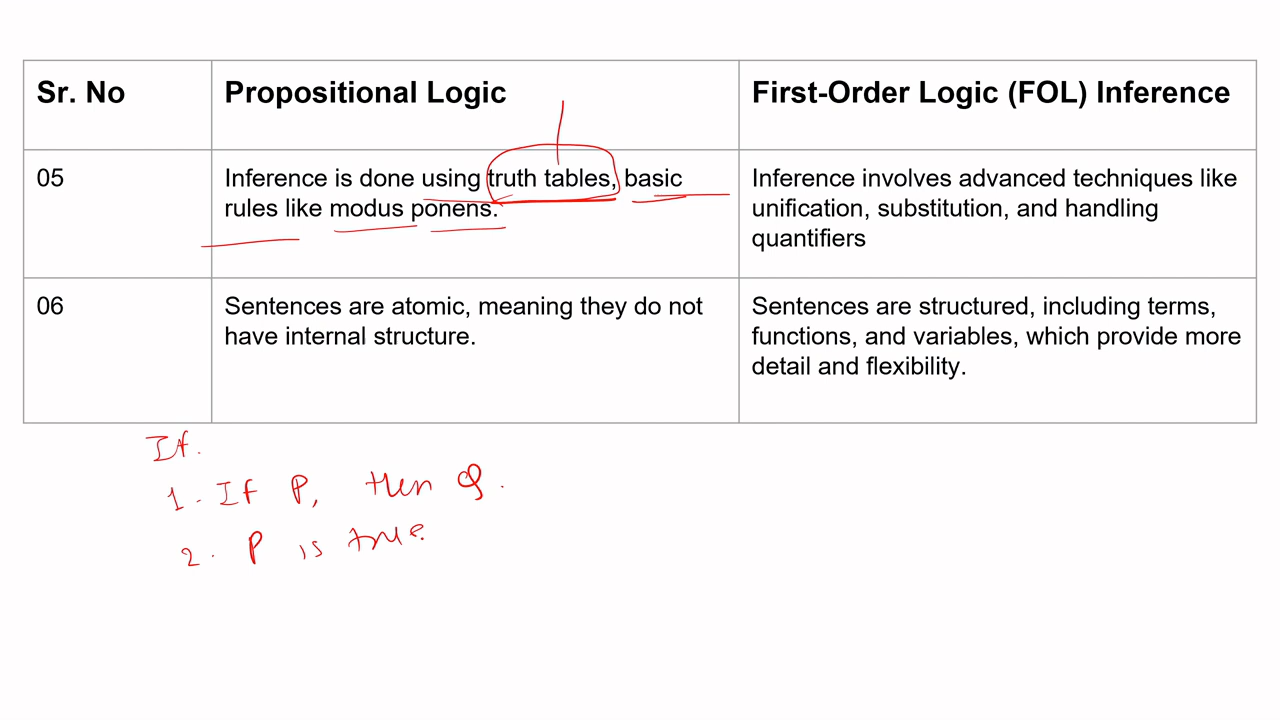 Sr. No
Propositional Logic
First-Order Logic (FOL) Inference
05
Inference is done using truth tables, basic
rules like modus ponens.
Inference involves advanced techniques like
unification, substitution, and handling
quantifiers
06
Sentences are atomic, meaning they do not
have internal structure.
Sentences are structured, including terms,
functions, and variables, which provide more
detail and flexibility.
If.
1. If P, then Q.
2. P is true